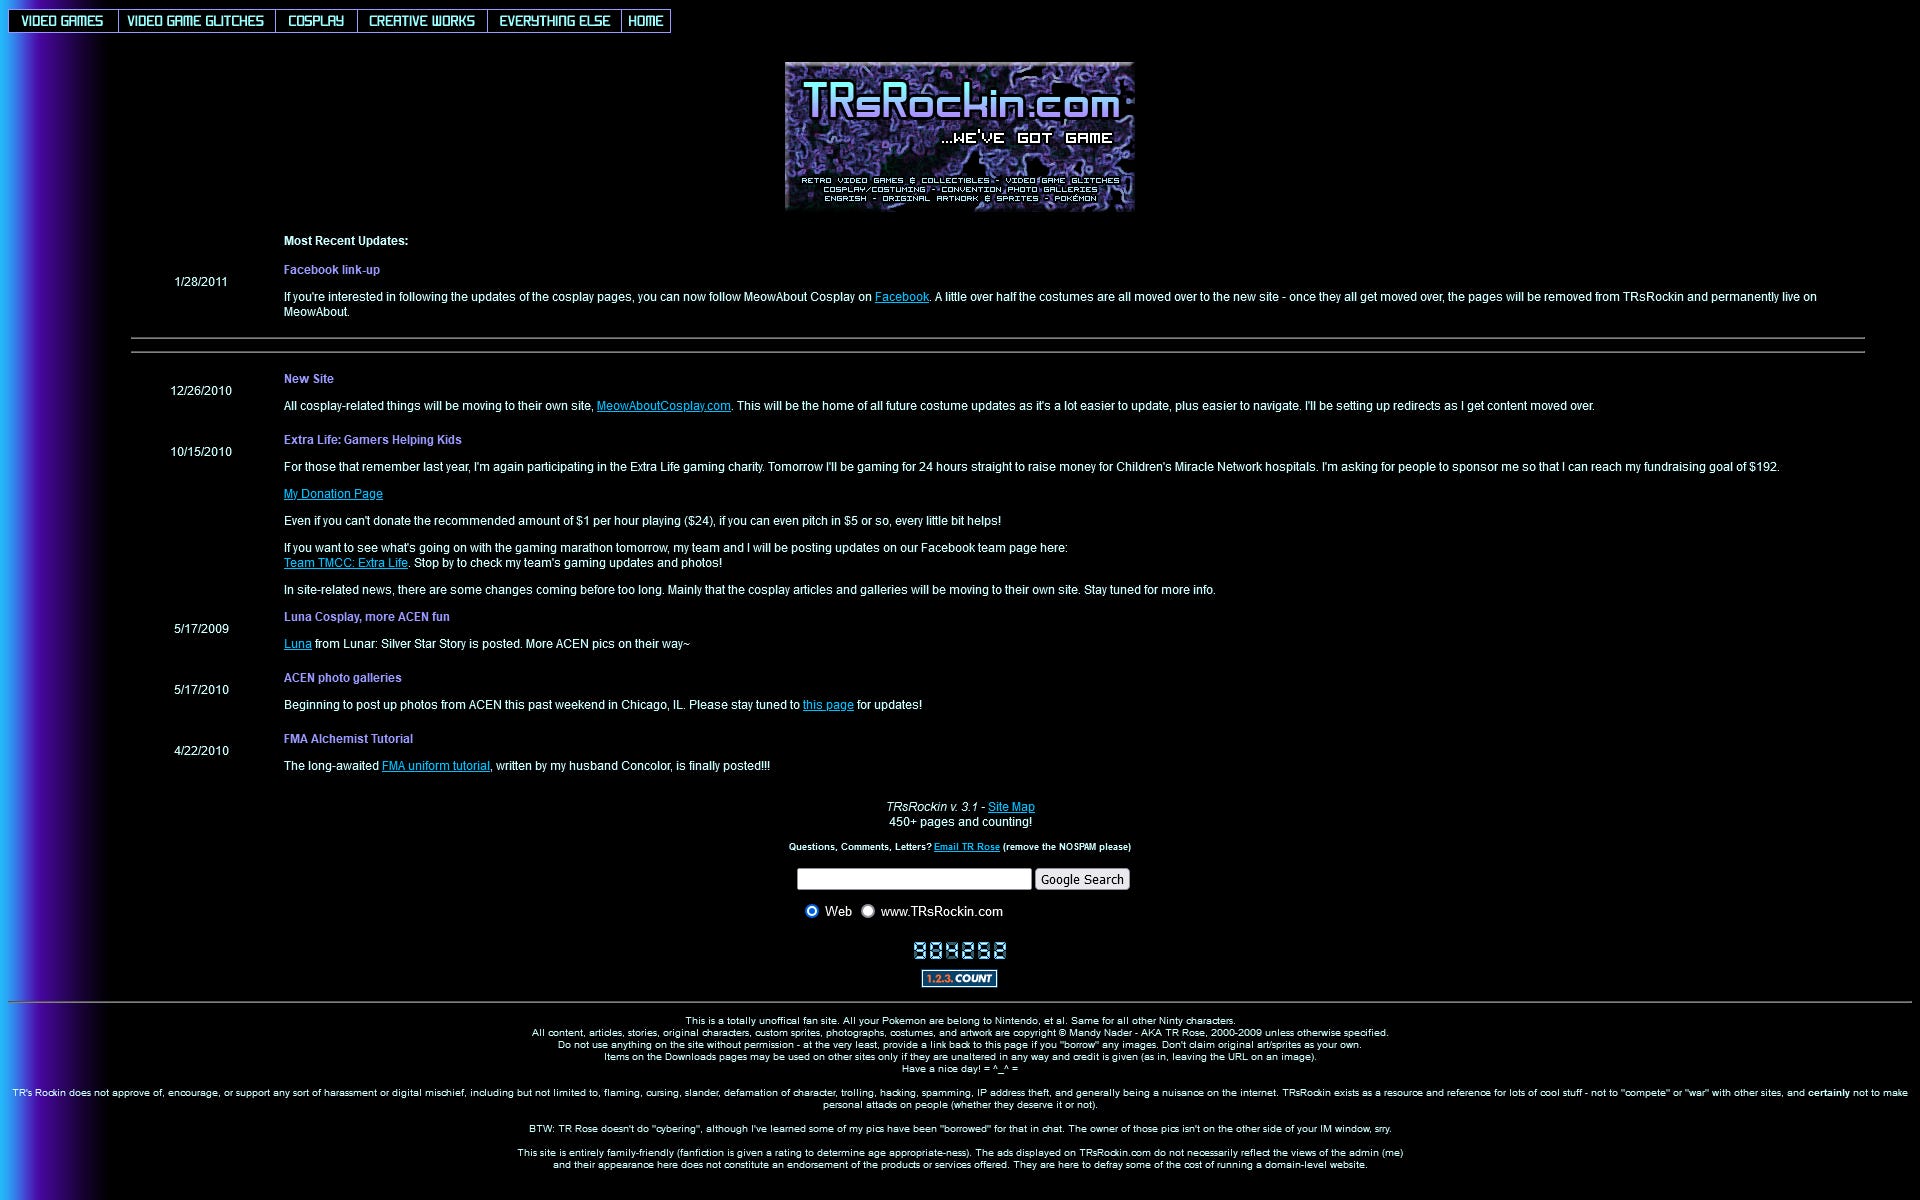 VIDEO GAMES VIDEO GAME GLITCHES COSPLAY CREATIVE WORKS EVERYTHING ELSE HOME
TRsRockin.com
...WE'VE GOT GAME
RETRO VIDEO GAMES & COLLECTIBLES - VIDEO GAME GLITCHES
COSPLAY/COSTUMING - CONVENTION PHOTO GALLERIES
ENGRISH - ORIGINAL ARTWORK & SPRITES - POKÉMON
Most Recent Updates:
1/28/2011
Facebook link-up
If you're interested in following the updates of the cosplay pages, you can now follow MeowAbout Cosplay on Facebook. A little over half the costumes are all moved over to the new site - once they all get moved over, the pages will be removed from TRsRockin and permanently live on
MeowAbout.
12/26/2010
New Site
All cosplay-related things will be moving to their own site, MeowAboutCosplay.com. This will be the home of all future costume updates as it's a lot easier to update, plus easier to navigate. I'll be setting up redirects as I get content moved over.
10/15/2010
Extra Life: Gamers Helping Kids
For those that remember last year, I'm again participating in the Extra Life gaming charity. Tomorrow I'll be gaming for 24 hours straight to raise money for Children's Miracle Network hospitals. I'm asking for people to sponsor me so that I can reach my fundraising goal of $192.
My Donation Page
Even if you can't donate the recommended amount of $1 per hour playing ($24), if you can even pitch in $5 or so, every little bit helps!
If you want to see what's going on with the gaming marathon tomorrow, my team and I will be posting updates on our Facebook team page here:
Team TMCC: Extra Life. Stop by to check my team's gaming updates and photos!
In site-related news, there are some changes coming before too long. Mainly that the cosplay articles and galleries will be moving to their own site. Stay tuned for more info.
5/17/2009
Luna Cosplay, more ACEN fun
Luna from Lunar: Silver Star Story is posted. More ACEN pics on their way~
5/17/2010
ACEN photo galleries
Beginning to post up photos from ACEN this past weekend in Chicago, IL. Please stay tuned to this page for updates!
4/22/2010
FMA Alchemist Tutorial
The long-awaited FMA uniform tutorial, written by my husband Concolor, is finally posted!!!
TRsRockin v. 3.1 - Site Map
450+ pages and counting!
Questions, Comments, Letters? Email TR Rose (remove the NOSPAM please)
Google Search
Web www.TRsRockin.com
904252
1.2.3. COUNT
This is a totally unoffical fan site. All your Pokemon are belong to Nintendo, et al. Same for all other Ninty characters.
All content, articles, stories, original characters, custom sprites, photographs, costumes, and artwork are copyright © Mandy Nader - AKA TR Rose, 2000-2009 unless otherwise specified.
Do not use anything on the site without permission - at the very least, provide a link back to this page if you "borrow" any images. Don't claim original art/sprites as your own.
Items on the Downloads pages may be used on other sites only if they are unaltered in any way and credit is given (as in, leaving the URL on an image).
Have a nice day! = ^_^ =
TR's Rockin does not approve of, encourage, or support any sort of harassment or digital mischief, including but not limited to, flaming, cursing, slander, defamation of character, trolling, hacking, spamming, IP address theft, and generally being a nuisance on the internet. TRsRockin exists as a resource and reference for lots of cool stuff - not to "compete" or "war" with other sites, and certainly not to make
personal attacks on people (whether they deserve it or not).
BTW: TR Rose doesn't do "cybering", although I've learned some of my pics have been "borrowed" for that in chat. The owner of those pics isn't on the other side of your IM window, srry.
This site is entirely family-friendly (fanfiction is given a rating to determine age appropriate-ness). The ads displayed on TRsRockin.com do not necessarily reflect the views of the admin (me)
and their appearance here does not constitute an endorsement of the products or services offered. They are here to defray some of the cost of running a domain-level website.